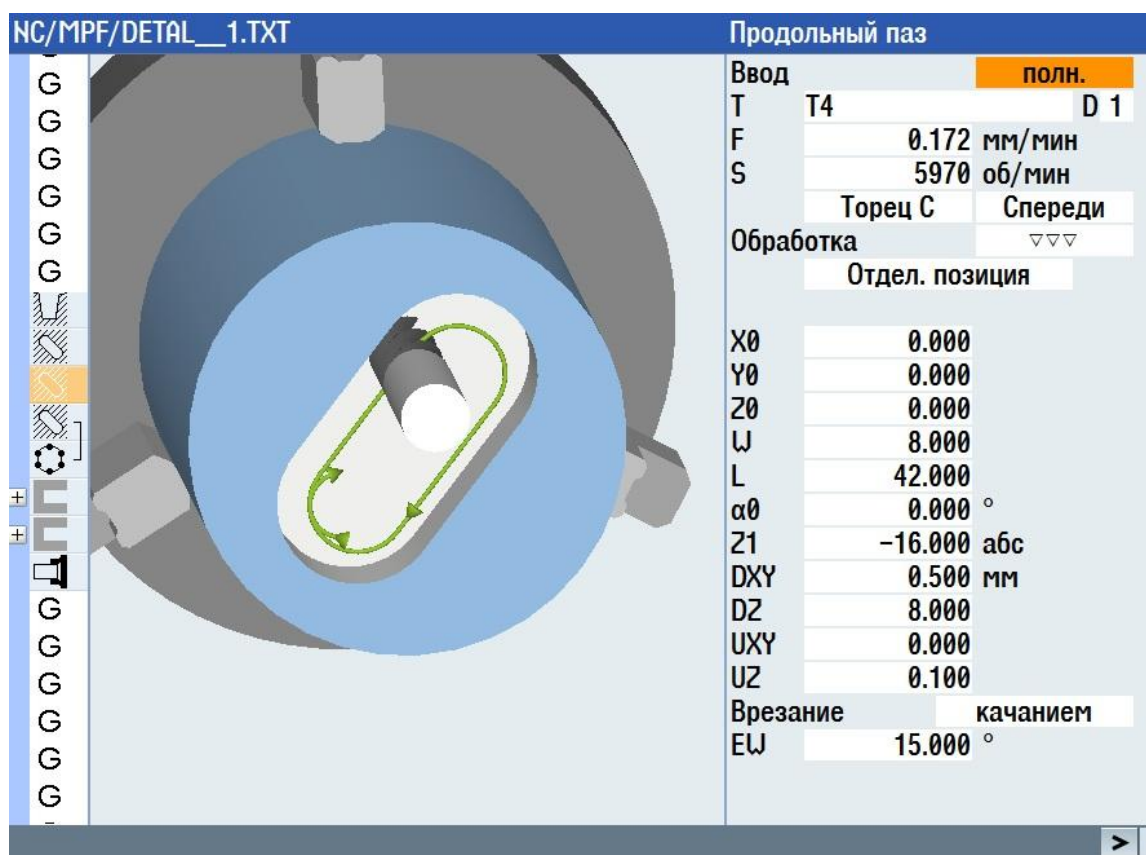 NC/MPF/DETAL__1.TXT
Продольный паз
G
G
G
G
G
G
G
G
G
G
G
G
Ввод полн.
T T4 D 1
F 0.172 мм/мин
S 5970 об/мин
Торец C Спереди
Обработка ▽▽▽
Отдел. позиция
X0 0.000
Y0 0.000
Z0 0.000
W 8.000
L 42.000
α0 0.000 °
Z1 -16.000 абс
DXY 0.500 мм
DZ 8.000
UXY 0.000
UZ 0.100
Врезание качанием
EW 15.000 °
>